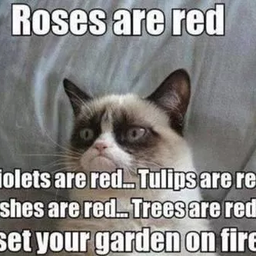 Roses are red
iolets are red... Tulips are re
shes are red... Trees are red
set your garden on fire